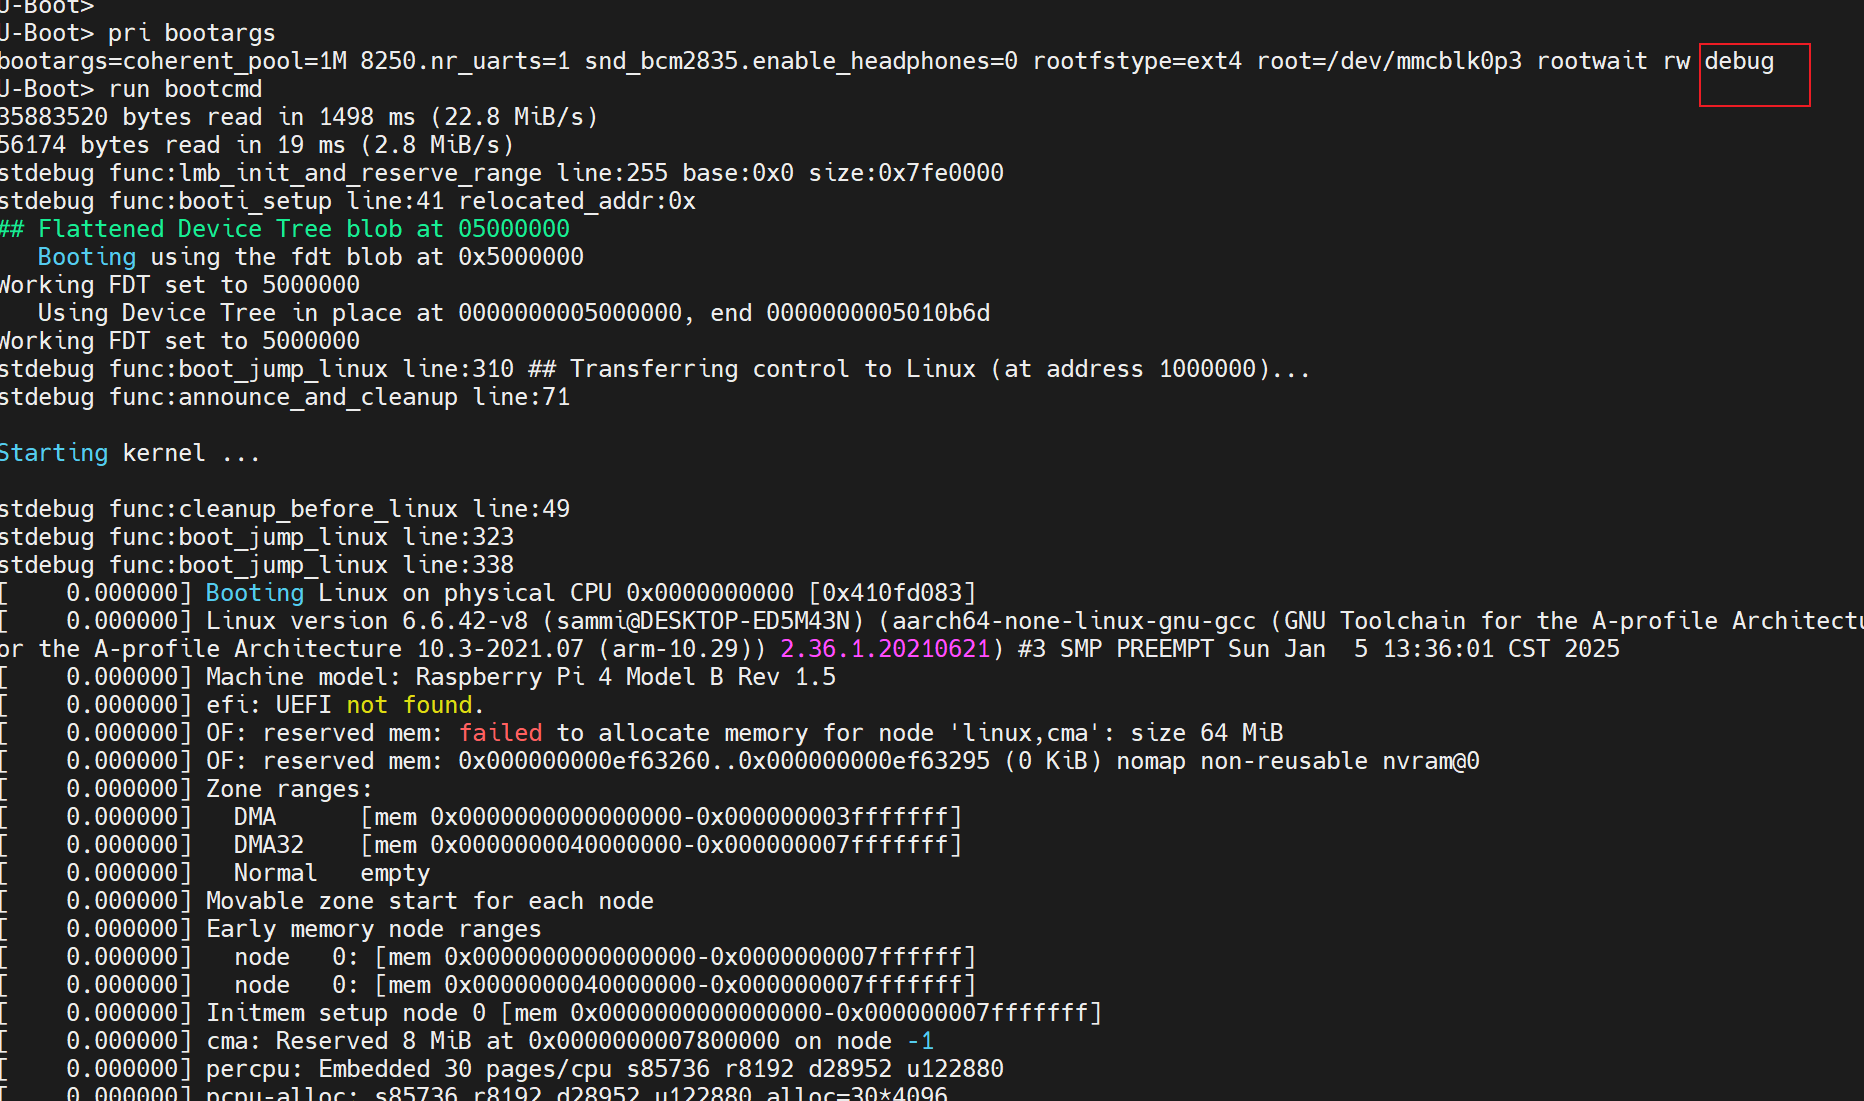 U-Boot>
U-Boot> pri bootargs
bootargs=coherent_pool=1M 8250.nr_uarts=1 snd_bcm2835.enable_headphones=0 rootfstype=ext4 root=/dev/mmcblk0p3 rootwait rw debug
U-Boot> run bootcmd
35883520 bytes read in 1498 ms (22.8 MiB/s)
56174 bytes read in 19 ms (2.8 MiB/s)
stdebug func:lmb_init_and_reserve_range line:255 base:0x0 size:0x7fe0000
stdebug func:booti_setup line:41 relocated_addr:0x
## Flattened Device Tree blob at 05000000
   Booting using the fdt blob at 0x5000000
Working FDT set to 5000000
   Using Device Tree in place at 0000000005000000, end 0000000005010b6d
Working FDT set to 5000000
stdebug func:boot_jump_linux line:310 ## Transferring control to Linux (at address 1000000)...
stdebug func:announce_and_cleanup line:71
Starting kernel ...
stdebug func:cleanup_before_linux line:49
stdebug func:boot_jump_linux line:323
stdebug func:boot_jump_linux line:338
[    0.000000] Booting Linux on physical CPU 0x0000000000 [0x410fd083]
[    0.000000] Linux version 6.6.42-v8 (sammi@DESKTOP-ED5M43N) (aarch64-none-linux-gnu-gcc (GNU Toolchain for the A-profile Architectu
or the A-profile Architecture 10.3-2021.07 (arm-10.29)) 2.36.1.20210621) #3 SMP PREEMPT Sun Jan  5 13:36:01 CST 2025
[    0.000000] Machine model: Raspberry Pi 4 Model B Rev 1.5
[    0.000000] efi: UEFI not found.
[    0.000000] OF: reserved mem: failed to allocate memory for node 'linux,cma': size 64 MiB
[    0.000000] OF: reserved mem: 0x000000000ef63260..0x000000000ef63295 (0 KiB) nomap non-reusable nvram@0
[    0.000000] Zone ranges:
[    0.000000]   DMA      [mem 0x0000000000000000-0x000000003fffffff]
[    0.000000]   DMA32    [mem 0x0000000040000000-0x000000007fffffff]
[    0.000000]   Normal   empty
[    0.000000] Movable zone start for each node
[    0.000000] Early memory node ranges
[    0.000000]   node   0: [mem 0x0000000000000000-0x0000000007ffffff]
[    0.000000]   node   0: [mem 0x0000000040000000-0x000000007fffffff]
[    0.000000] Initmem setup node 0 [mem 0x0000000000000000-0x000000007fffffff]
[    0.000000] cma: Reserved 8 MiB at 0x0000000007800000 on node -1
[    0.000000] percpu: Embedded 30 pages/cpu s85736 r8192 d28952 u122880
[    0.000000] pcpu-alloc: s85736 r8192 d28952 u122880 alloc=30*4096